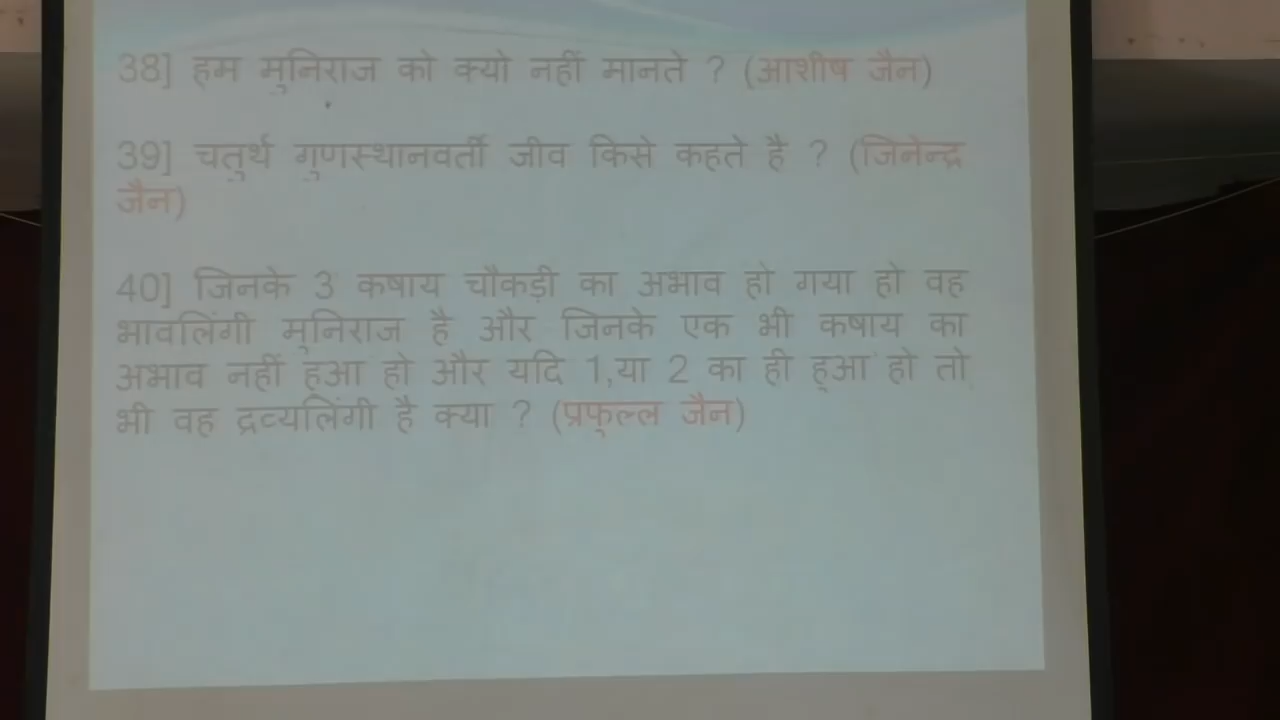 38] हम मुनिराज को क्यो नहीं मानते ? (आशीष जैन)
39] चतुर्थ गुणस्थानवर्ती जीव किसे कहते है ? (जिनेन्द्र
जैन)
40] जिनके 3 कषाय चौकड़ी का अभाव हो गया हो वह
भावलिंगी मुनिराज है और जिनके एक भी कषाय का
अभाव नहीं हुआ हो और यदि 1,या 2 का ही हुआ हो तो
भी वह द्रव्यलिंगी है क्या ? (प्रफुल्ल जैन)